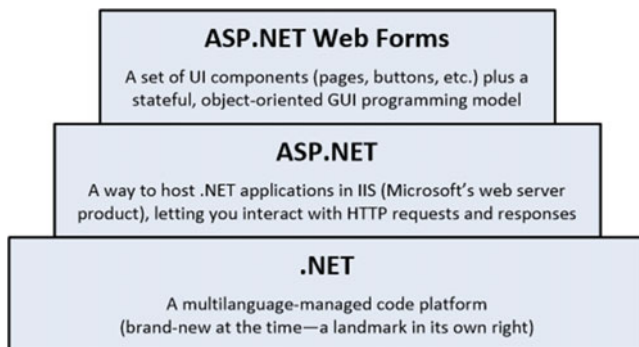 ASP.NET Web Forms
A set of UI components (pages, buttons, etc.) plus a
stateful, object-oriented GUI programming model
ASP.NET
A way to host .NET applications in IIS (Microsoft's web server
product), letting you interact with HTTP requests and responses
.NET
A multilanguage-managed code platform
(brand-new at the time—a landmark in its own right)